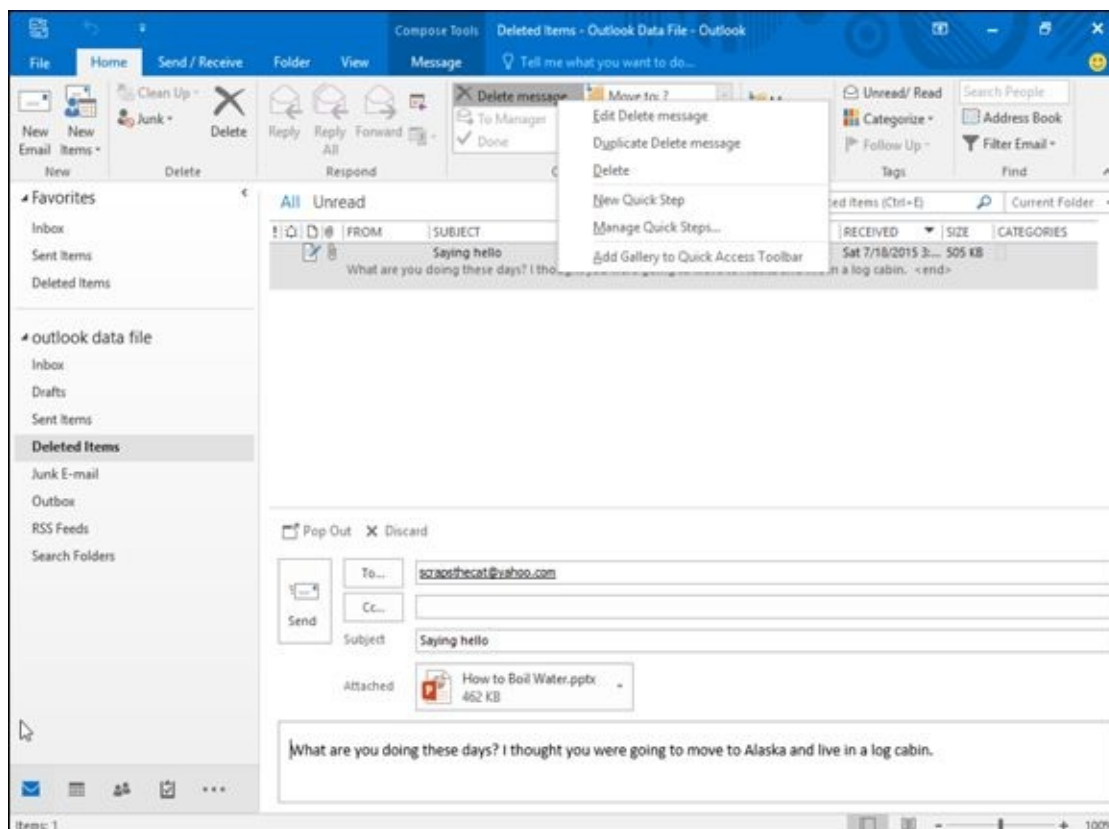 Compose Tools Deleted Items - Outlook Data File - Outlook
File Home Send / Receive Folder View Message Tell me what you want to do...
New Email
New Items
Clean Up
Junk
Delete
Reply
Reply All
Forward
Delete message
To Manager
Done
Move to: ?
Unread/ Read
Categorize
Follow Up
Search People
Address Book
Filter Email
New Delete Respond Tags Find
Edit Delete message
Duplicate Delete message
Delete
New Quick Step
Manage Quick Steps...
Add Gallery to Quick Access Toolbar
Favorites
Inbox
Sent Items
Deleted Items
outlook data file
Inbox
Drafts
Sent Items
Deleted Items
Junk E-mail
Outbox
RSS Feeds
Search Folders
All Unread
ed Items (Ctrl+E) Current Folder
FROM SUBJECT RECEIVED SIZE CATEGORIES
Saying hello Sat 7/18/2015 3:... 505 KB
What are you doing these days? I though
n a log cabin. <end>
Pop Out Discard
Send
To... scrapsthecat@yahoo.com
Cc...
Subject Saying hello
Attached How to Boil Water.pptx
462 KB
What are you doing these days? I thought you were going to move to Alaska and live in a log cabin.
Items: 1 100%